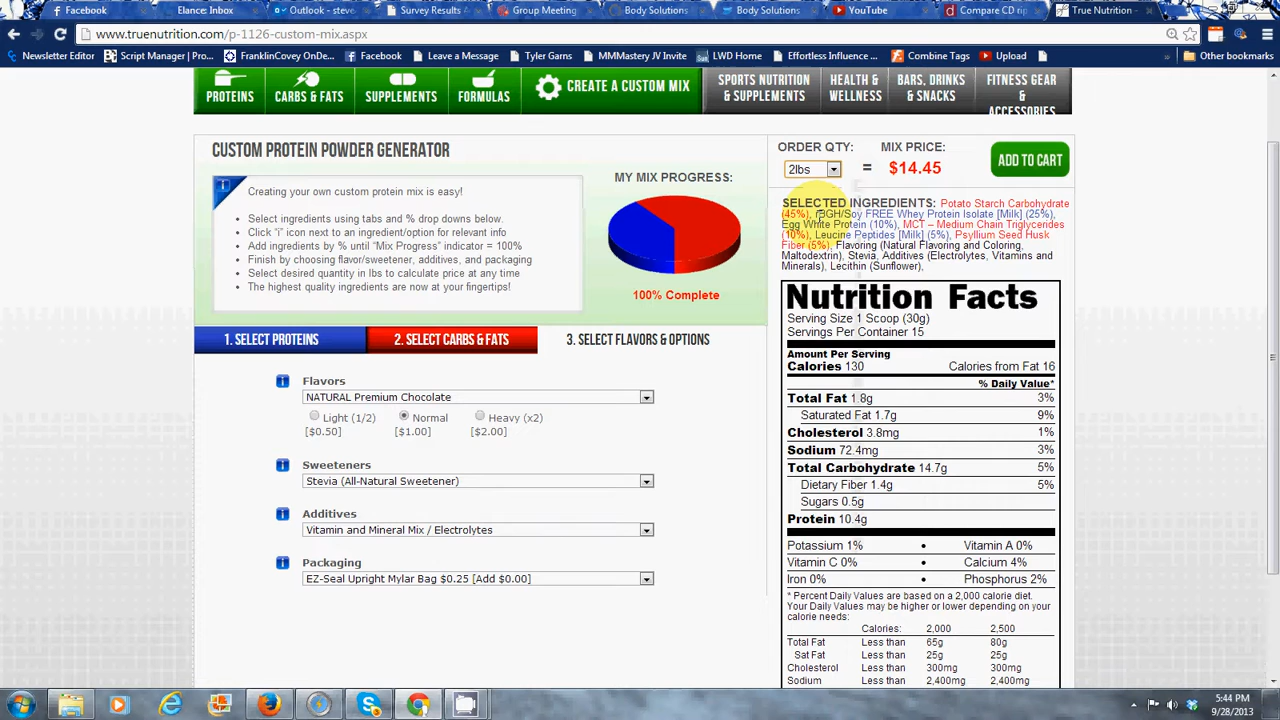 Facebook
Elance: Inbox
Outlook - steve
Survey Results
Group Meeting
Body Solutions
Body Solutions
YouTube
Compare CD rip
True Nutrition -
www.truenutrition.com/p-1126-custom-mix.aspx
Newsletter Editor
Script Manager | Pro...
FranklinCovey OnDe...
Facebook
Leave a Message
Tyler Garns
MMMastery JV Invite
LWD Home
Effortless Influence ...
Combine Tags
Upload
Other bookmarks
PROTEINS
CARBS & FATS
SUPPLEMENTS
FORMULAS
CREATE A CUSTOM MIX
SPORTS NUTRITION
& SUPPLEMENTS
HEALTH &
WELLNESS
BARS, DRINKS
& SNACKS
FITNESS GEAR
&
ACCESSORIES
CUSTOM PROTEIN POWDER GENERATOR
Creating your own custom protein mix is easy!
• Select ingredients using tabs and % drop downs below.
• Click "i" icon next to an ingredient/option for relevant info
• Add ingredients by % until "Mix Progress" indicator = 100%
• Finish by choosing flavor/sweetener, additives, and packaging
• Select desired quantity in lbs to calculate price at any time
• The highest quality ingredients are now at your fingertips!
MY MIX PROGRESS:
100% Complete
1. SELECT PROTEINS
2. SELECT CARBS & FATS
3. SELECT FLAVORS & OPTIONS
Flavors
NATURAL Premium Chocolate
Light (1/2)
[$0.50]
Normal
[$1.00]
Heavy (x2)
[$2.00]
Sweeteners
Stevia (All-Natural Sweetener)
Additives
Vitamin and Mineral Mix / Electrolytes
Packaging
EZ-Seal Upright Mylar Bag $0.25 [Add $0.00]
ORDER QTY:
2lbs
=
MIX PRICE:
$14.45
ADD TO CART
SELECTED INGREDIENTS: Potato Starch Carbohydrate
(45%), rBGH/Soy FREE Whey Protein Isolate [Milk] (25%),
Egg White Protein (10%), MCT – Medium Chain Triglycerides
(10%), Leucine Peptides [Milk] (5%), Psyllium Seed Husk
Fiber (5%), Flavoring (Natural Flavoring and Coloring,
Maltodextrin), Stevia, Additives (Electrolytes, Vitamins and
Minerals), Lecithin (Sunflower),
Nutrition Facts
Serving Size 1 Scoop (30g)
Servings Per Container 15
Amount Per Serving
Calories 130 Calories from Fat 16
% Daily Value*
Total Fat 1.8g 3%
Saturated Fat 1.7g 9%
Cholesterol 3.8mg 1%
Sodium 72.4mg 3%
Total Carbohydrate 14.7g 5%
Dietary Fiber 1.4g 5%
Sugars 0.5g
Protein 10.4g
Potassium 1% • Vitamin A 0%
Vitamin C 0% • Calcium 4%
Iron 0% • Phosphorus 2%
* Percent Daily Values are based on a 2,000 calorie diet.
Your Daily Values may be higher or lower depending on your
calorie needs:
Calories: 2,000 2,500
Total Fat Less than 65g 80g
Sat Fat Less than 25g 25g
Cholesterol Less than 300mg 300mg
Sodium Less than 2,400mg 2,400mg
5:44 PM
9/28/2013